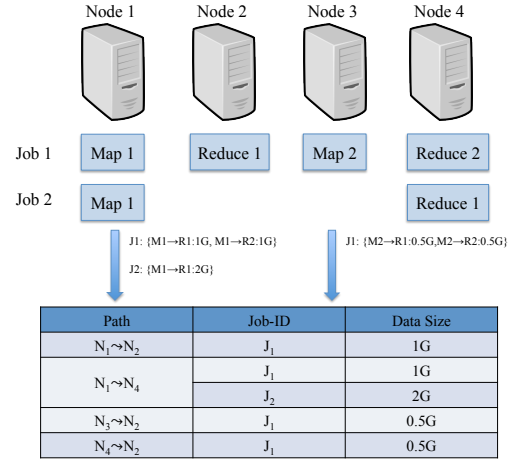 Node 1 Node 2 Node 3 Node 4
Job 1 Map 1 Reduce 1 Map 2 Reduce 2
Job 2 Map 1 Reduce 1
J1: {M1→R1:1G, M1→R2:1G} J1: {M2→R1:0.5G,M2→R2:0.5G}
J2: {M1→R1:2G}
Path Job-ID Data Size
N₁⤳N₂ J₁ 1G
N₁⤳N₄ J₁ 1G
J₂ 2G
N₃⤳N₂ J₁ 0.5G
N₄⤳N₂ J₁ 0.5G